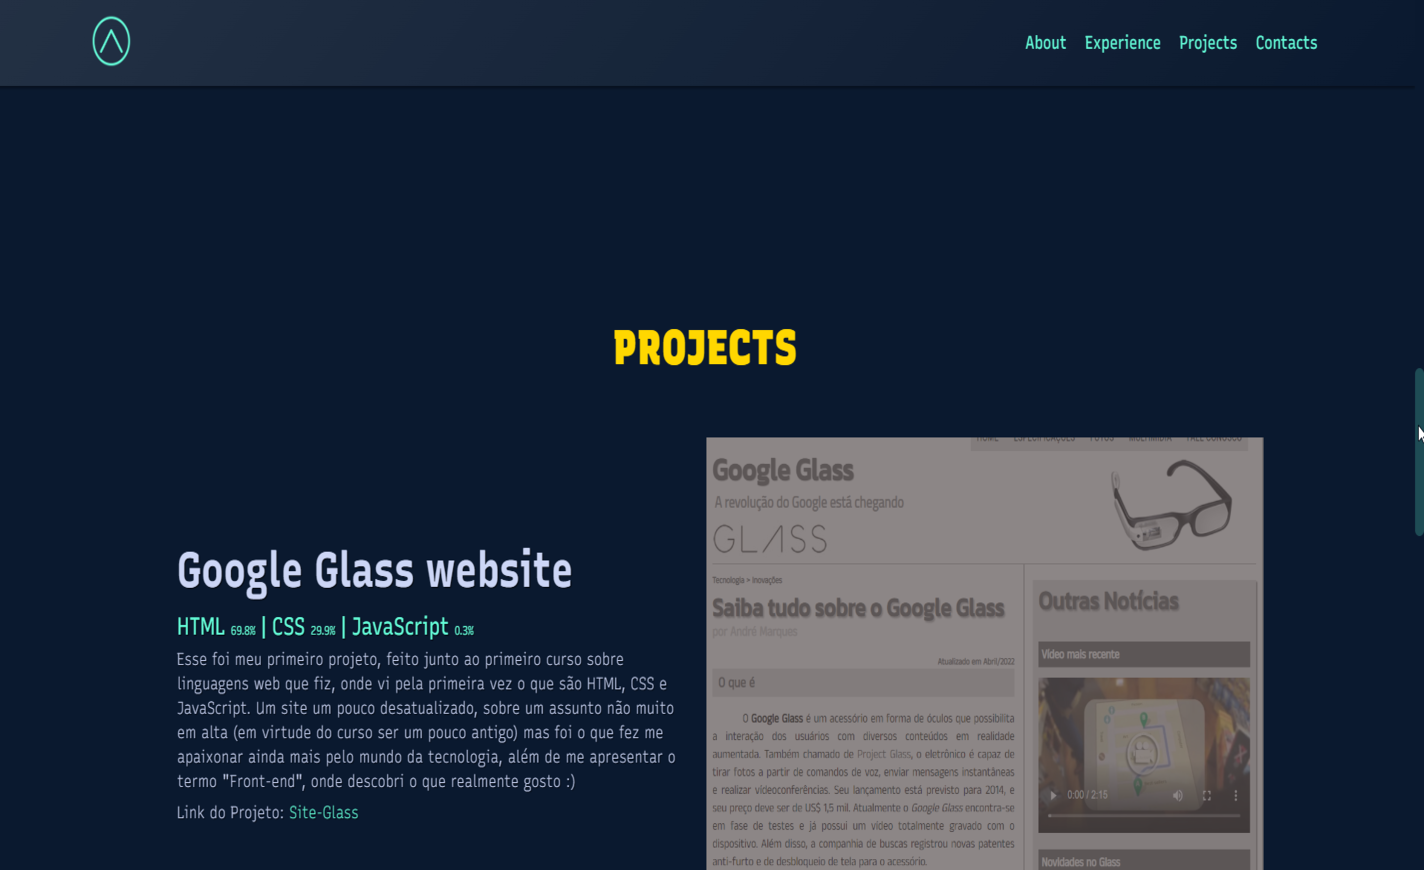 About Experience Projects Contacts
PROJECTS
Google Glass website
HTML 69.8% | CSS 29.9% | JavaScript 0.3%
Esse foi meu primeiro projeto, feito junto ao primeiro curso sobre
linguagens web que fiz, onde vi pela primeira vez o que são HTML, CSS e
JavaScript. Um site um pouco desatualizado, sobre um assunto não muito
em alta (em virtude do curso ser um pouco antigo) mas foi o que fez me
apaixonar ainda mais pelo mundo da tecnologia, além de me apresentar o
termo "Front-end", onde descobri o que realmente gosto :)
Link do Projeto: Site-Glass
HOME ESPECIFICAÇÕES FOTOS MULTIMÍDIA FALE CONOSCO
Google Glass
A revolução do Google está chegando
GLASS
Tecnologia > Inovações
Saiba tudo sobre o Google Glass
por André Marques
Atualizado em Abril/2022
O que é
O Google Glass é um acessório em forma de óculos que possibilita
a interação dos usuários com diversos conteúdos em realidade
aumentada. Também chamado de Project Glass, o eletrônico é capaz de
tirar fotos a partir de comandos de voz, enviar mensagens instantâneas
e realizar vídeoconferências. Seu lançamento está previsto para 2014, e
seu preço deve ser de US$ 1,5 mil. Atualmente o Google Glass encontra-se
em fase de testes e já possui um vídeo totalmente gravado com o
dispositivo. Além disso, a companhia de buscas registrou novas patentes
anti-furto e de desbloqueio de tela para o acessório.
Outras Notícias
Vídeo mais recente
0:00 / 2:15
Novidades no Glass